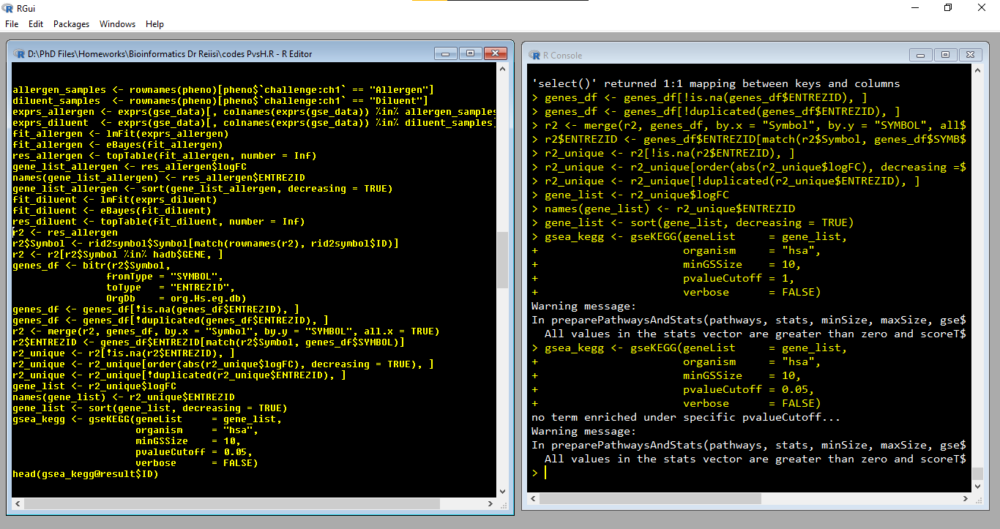 RGui
File Edit Packages Windows Help
D:\PhD Files\Homeworks\Bioinformatics Dr Reiisi\codes PvsH.R - R Editor
allergen_samples <- rownames(pheno)[pheno$`challenge:ch1` == "Allergen"]
diluent_samples  <- rownames(pheno)[pheno$`challenge:ch1` == "Diluent"]
exprs_allergen <- exprs(gse_data)[, colnames(exprs(gse_data)) %in% allergen_samples
exprs_diluent  <- exprs(gse_data)[, colnames(exprs(gse_data)) %in% diluent_samples
fit_allergen <- lmFit(exprs_allergen)
fit_allergen <- eBayes(fit_allergen)
res_allergen <- topTable(fit_allergen, number = Inf)
gene_list_allergen <- res_allergen$logFC
names(gene_list_allergen) <- res_allergen$ENTREZID
gene_list_allergen <- sort(gene_list_allergen, decreasing = TRUE)
fit_diluent <- lmFit(exprs_diluent)
fit_diluent <- eBayes(fit_diluent)
res_diluent <- topTable(fit_diluent, number = Inf)
r2 <- res_allergen
r2$Symbol <- rid2symbol$Symbol[match(rownames(r2), rid2symbol$ID)]
r2 <- r2[r2$Symbol %in% hadb$GENE, ]
genes_df <- bitr(r2$Symbol,
                 fromType = "SYMBOL",
                 toType   = "ENTREZID",
                 OrgDb    = org.Hs.eg.db)
genes_df <- genes_df[!is.na(genes_df$ENTREZID), ]
genes_df <- genes_df[!duplicated(genes_df$ENTREZID), ]
r2 <- merge(r2, genes_df, by.x = "Symbol", by.y = "SYMBOL", all.x = TRUE)
r2$ENTREZID <- genes_df$ENTREZID[match(r2$Symbol, genes_df$SYMBOL)]
r2_unique <- r2[!is.na(r2$ENTREZID), ]
r2_unique <- r2_unique[order(abs(r2_unique$logFC), decreasing = TRUE), ]
r2_unique <- r2_unique[!duplicated(r2_unique$ENTREZID), ]
gene_list <- r2_unique$logFC
names(gene_list) <- r2_unique$ENTREZID
gene_list <- sort(gene_list, decreasing = TRUE)
gsea_kegg <- gseKEGG(geneList     = gene_list,
                     organism     = "hsa",
                     minGSSize    = 10,
                     pvalueCutoff = 0.05,
                     verbose      = FALSE)
head(gsea_kegg@result$ID)
R Console
'select()' returned 1:1 mapping between keys and columns
> genes_df <- genes_df[!is.na(genes_df$ENTREZID), ]
> genes_df <- genes_df[!duplicated(genes_df$ENTREZID), ]
> r2 <- merge(r2, genes_df, by.x = "Symbol", by.y = "SYMBOL", all$
> r2$ENTREZID <- genes_df$ENTREZID[match(r2$Symbol, genes_df$SYMB$
> r2_unique <- r2[!is.na(r2$ENTREZID), ]
> r2_unique <- r2_unique[order(abs(r2_unique$logFC), decreasing =$
> r2_unique <- r2_unique[!duplicated(r2_unique$ENTREZID), ]
> gene_list <- r2_unique$logFC
> names(gene_list) <- r2_unique$ENTREZID
> gene_list <- sort(gene_list, decreasing = TRUE)
> gsea_kegg <- gseKEGG(geneList     = gene_list,
+                      organism     = "hsa",
+                      minGSSize    = 10,
+                      pvalueCutoff = 1,
+                      verbose      = FALSE)
Warning message:
In preparePathwaysAndStats(pathways, stats, minSize, maxSize, gse$
  All values in the stats vector are greater than zero and scoreT$
> gsea_kegg <- gseKEGG(geneList     = gene_list,
+                      organism     = "hsa",
+                      minGSSize    = 10,
+                      pvalueCutoff = 0.05,
+                      verbose      = FALSE)
no term enriched under specific pvalueCutoff...
Warning message:
In preparePathwaysAndStats(pathways, stats, minSize, maxSize, gse$
  All values in the stats vector are greater than zero and scoreT$
>